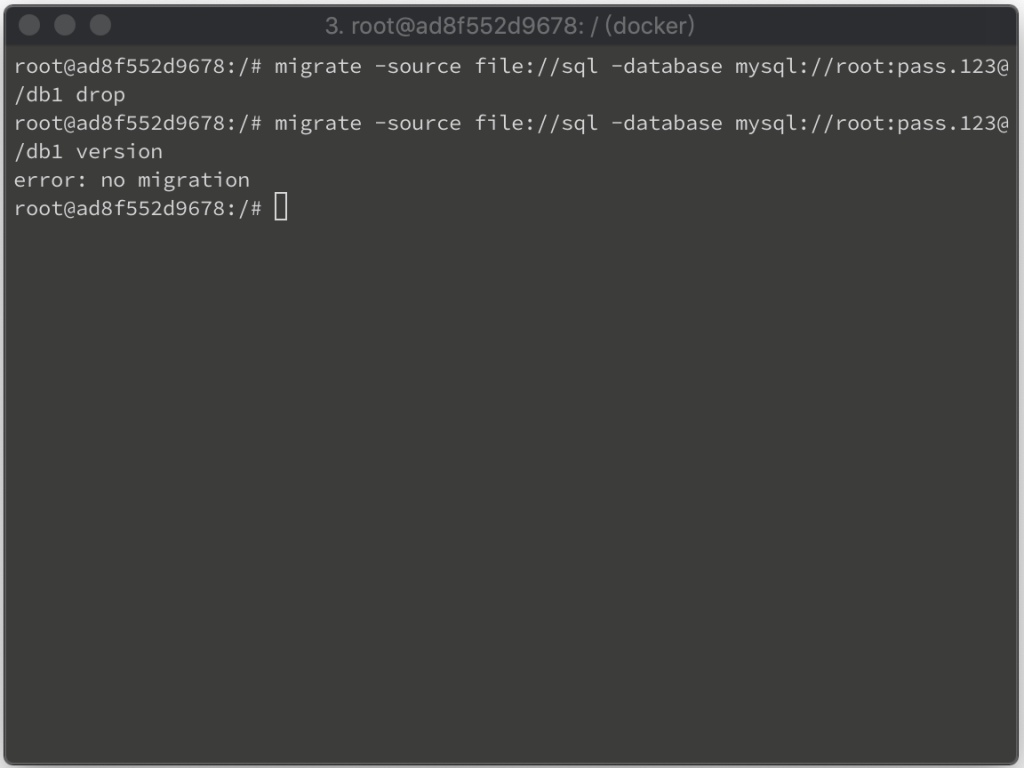 3. root@ad8f552d9678: / (docker)
root@ad8f552d9678:/# migrate -source file://sql -database mysql://root:pass.123@
/db1 drop
root@ad8f552d9678:/# migrate -source file://sql -database mysql://root:pass.123@
/db1 version
error: no migration
root@ad8f552d9678:/#